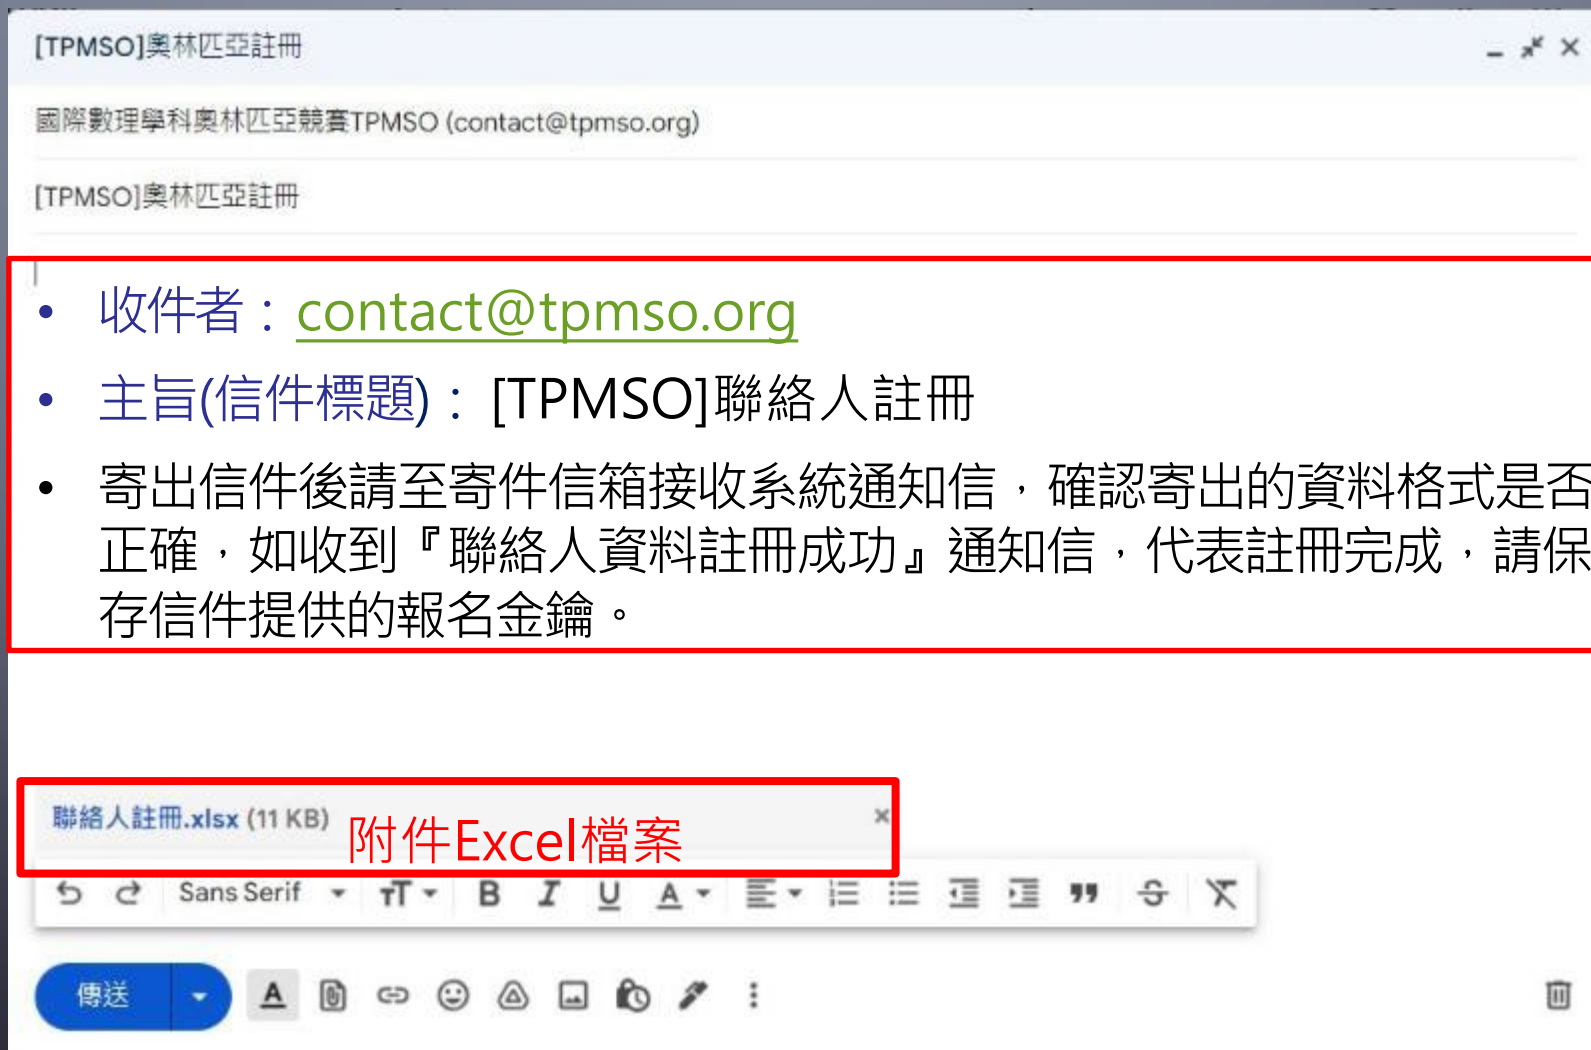 [TPMSO]奧林匹亞註冊
國際數理學科奧林匹亞競賽TPMSO (contact@tpmso.org)
[TPMSO]奧林匹亞註冊
• 收件者：contact@tpmso.org
• 主旨(信件標題)：[TPMSO]聯絡人註冊
• 寄出信件後請至寄件信箱接收系統通知信，確認寄出的資料格式是否
正確，如收到『聯絡人資料註冊成功』通知信，代表註冊完成，請保
存信件提供的報名金鑰。
聯絡人註冊.xlsx (11 KB)
附件Excel檔案
Sans Serif
傳送